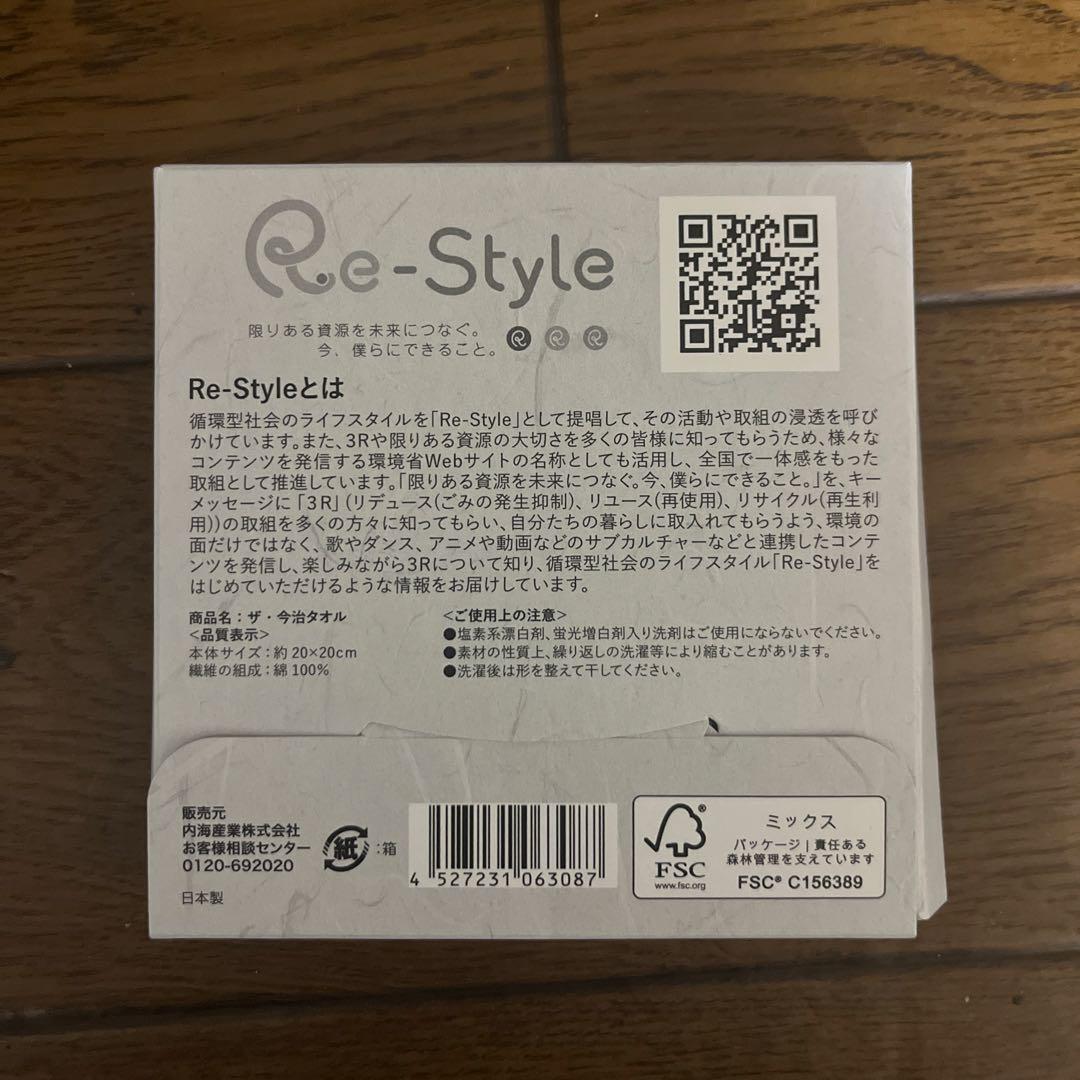 Re-Style
限りある資源を未来につなぐ。
今、僕らにできること。
Re-Styleとは
循環型社会のライフスタイルを「Re-Style」として提唱して、その活動や取組の浸透を呼び
かけています。また、3Rや限りある資源の大切さを多くの皆様に知ってもらうため、様々な
コンテンツを発信する環境省Webサイトの名称としても活用し、全国で一体感をもった
取組として推進しています。「限りある資源を未来につなぐ。今、僕らにできること。」を、キー
メッセージに「3R」(リデュース(ごみの発生抑制)、リユース(再使用)、リサイクル(再生利
用))の取組を多くの方々に知ってもらい、自分たちの暮らしに取入れてもらうよう、環境の
面だけではなく、歌やダンス、アニメや動画などのサブカルチャーなどと連携したコンテ
ンツを発信し、楽しみながら3Rについて知り、循環型社会のライフスタイル「Re-Style」を
はじめていただけるような情報をお届けしています。
商品名：ザ・今治タオル
<品質表示>
本体サイズ：約 20×20cm
繊維の組成：綿 100%
<ご使用上の注意>
●塩素系漂白剤、蛍光増白剤入り洗剤はご使用にならないでください。
●素材の性質上、繰り返しの洗濯等により縮むことがあります。
●洗濯後は形を整えて干してください。
販売元
内海産業株式会社
お客様相談センター
0120-692020
日本製
紙：箱
4 527231 063087
FSC®
www.fsc.org
ミックス
パッケージ｜責任ある
森林管理を支えています
FSC® C156389